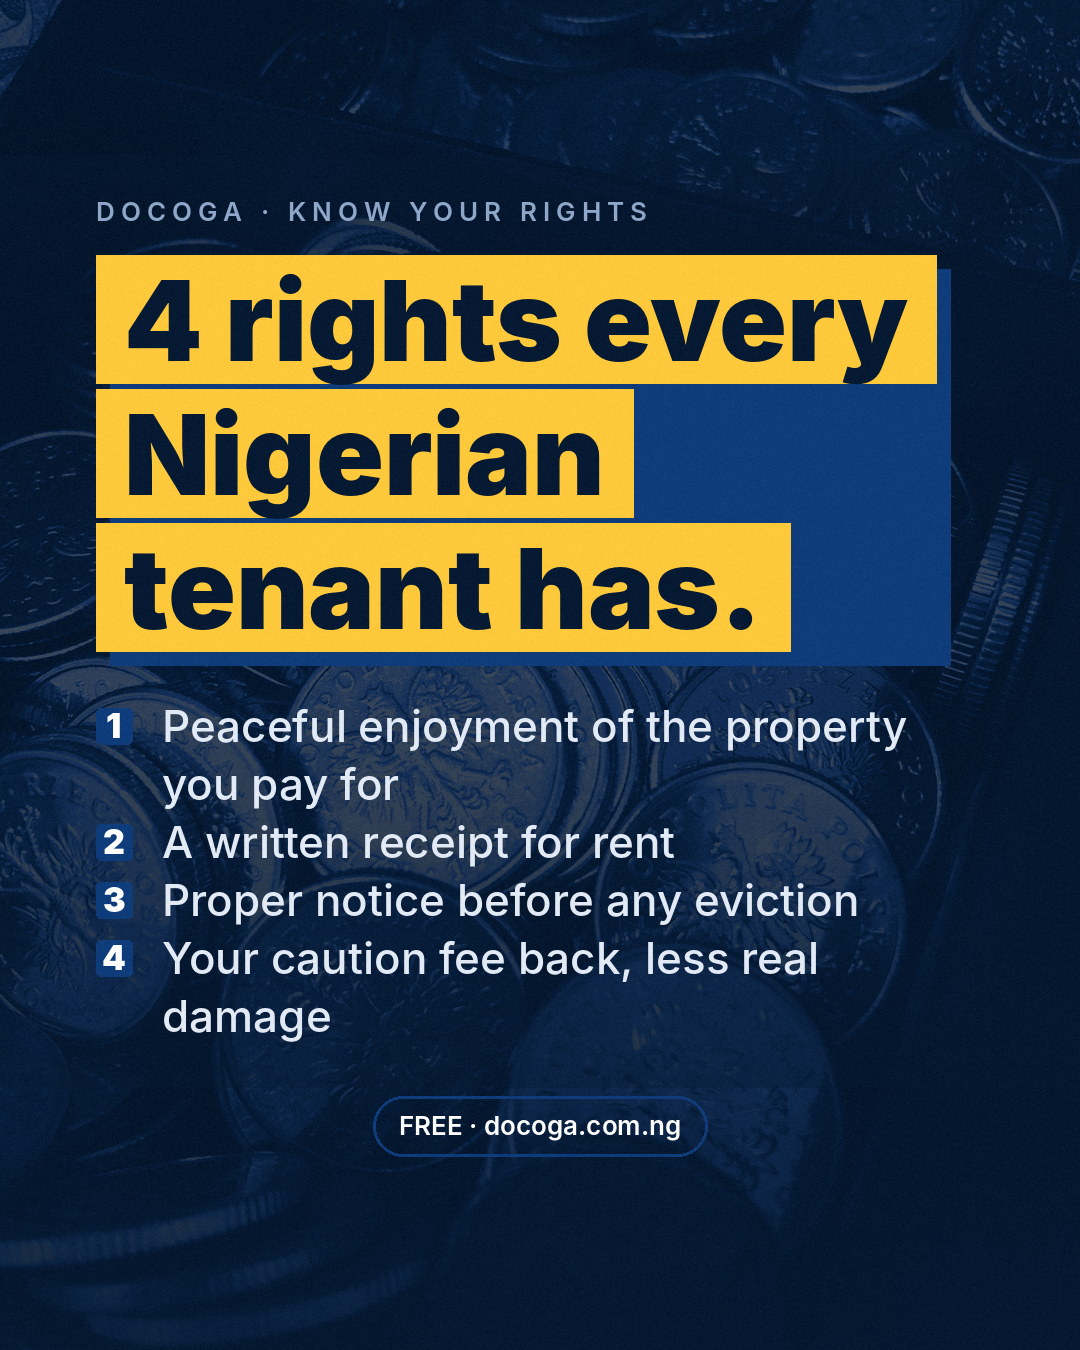 DOCOGA · KNOW YOUR RIGHTS
4 rights every
Nigerian
tenant has.
1 Peaceful enjoyment of the property
you pay for
2 A written receipt for rent
3 Proper notice before any eviction
4 Your caution fee back, less real
damage
FREE · docoga.com.ng